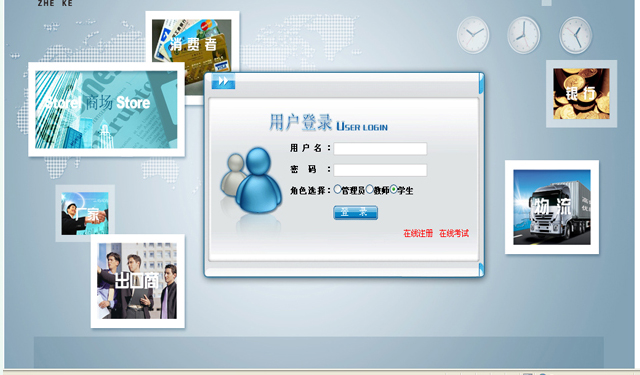 ZHE KE
消费者
Store! 商场 Store
银行
厂家
物流
出口商
用户登录 USER LOGIN
用户名：
密 码：
角色选择：管理员 教师 学生
登 录
在线注册 在线考试